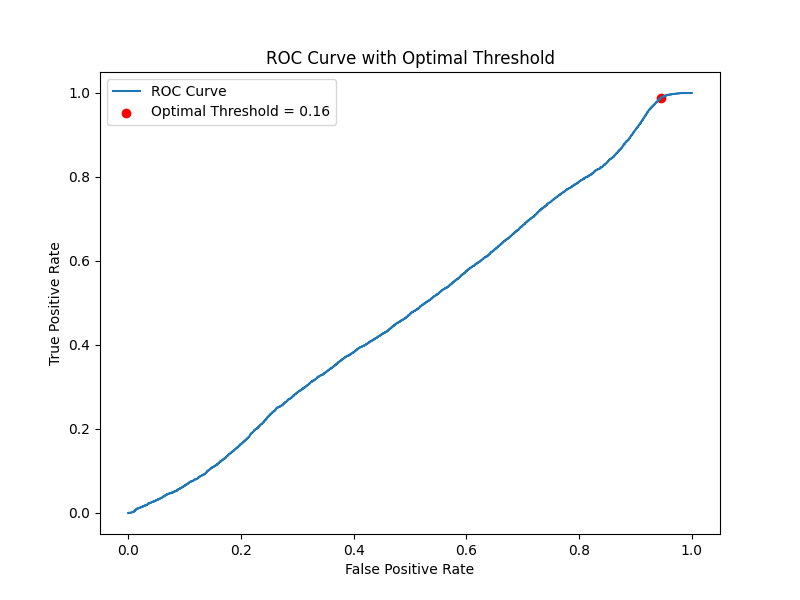 ROC Curve with Optimal Threshold
ROC Curve
Optimal Threshold = 0.16
1.0
0.8
0.6
0.4
0.2
0.0
True Positive Rate
0.0 0.2 0.4 0.6 0.8 1.0
False Positive Rate